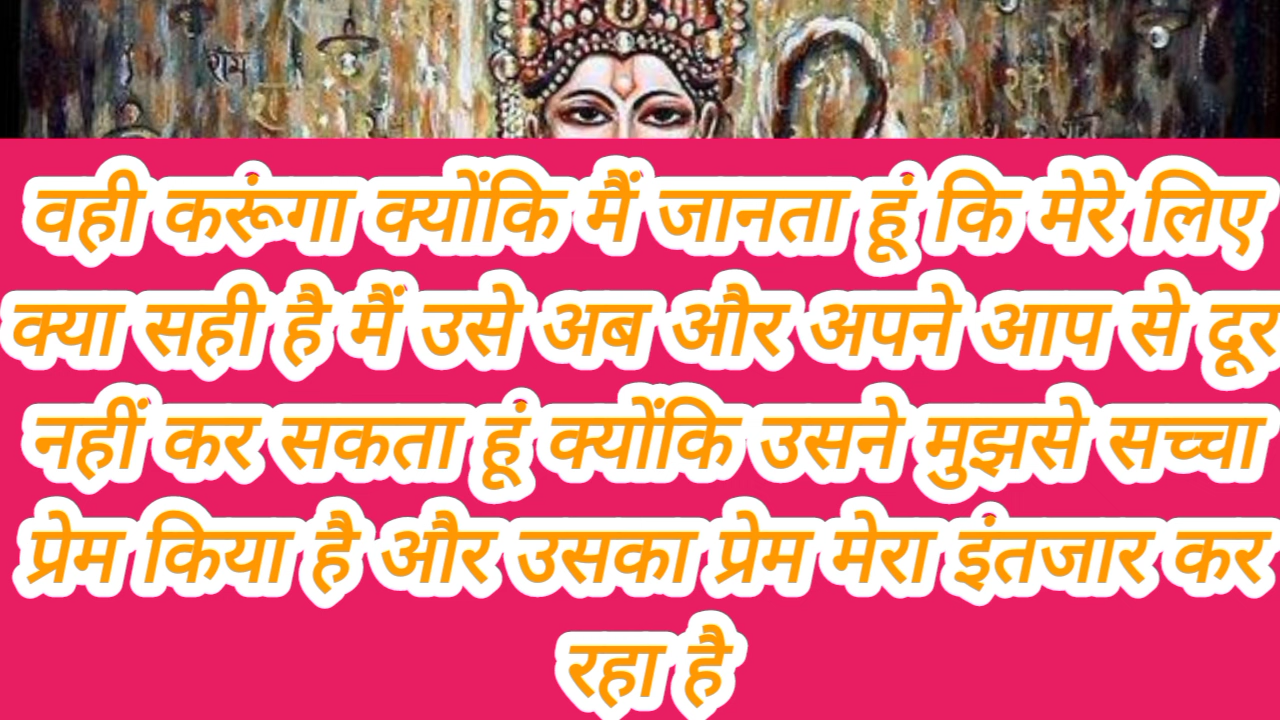 राम
वही करूंगा क्योंकि मैं जानता हूं कि मेरे लिए
क्या सही है मैं उसे अब और अपने आप से दूर
नहीं कर सकता हूं क्योंकि उसने मुझसे सच्चा
प्रेम किया है और उसका प्रेम मेरा इंतजार कर
रहा है